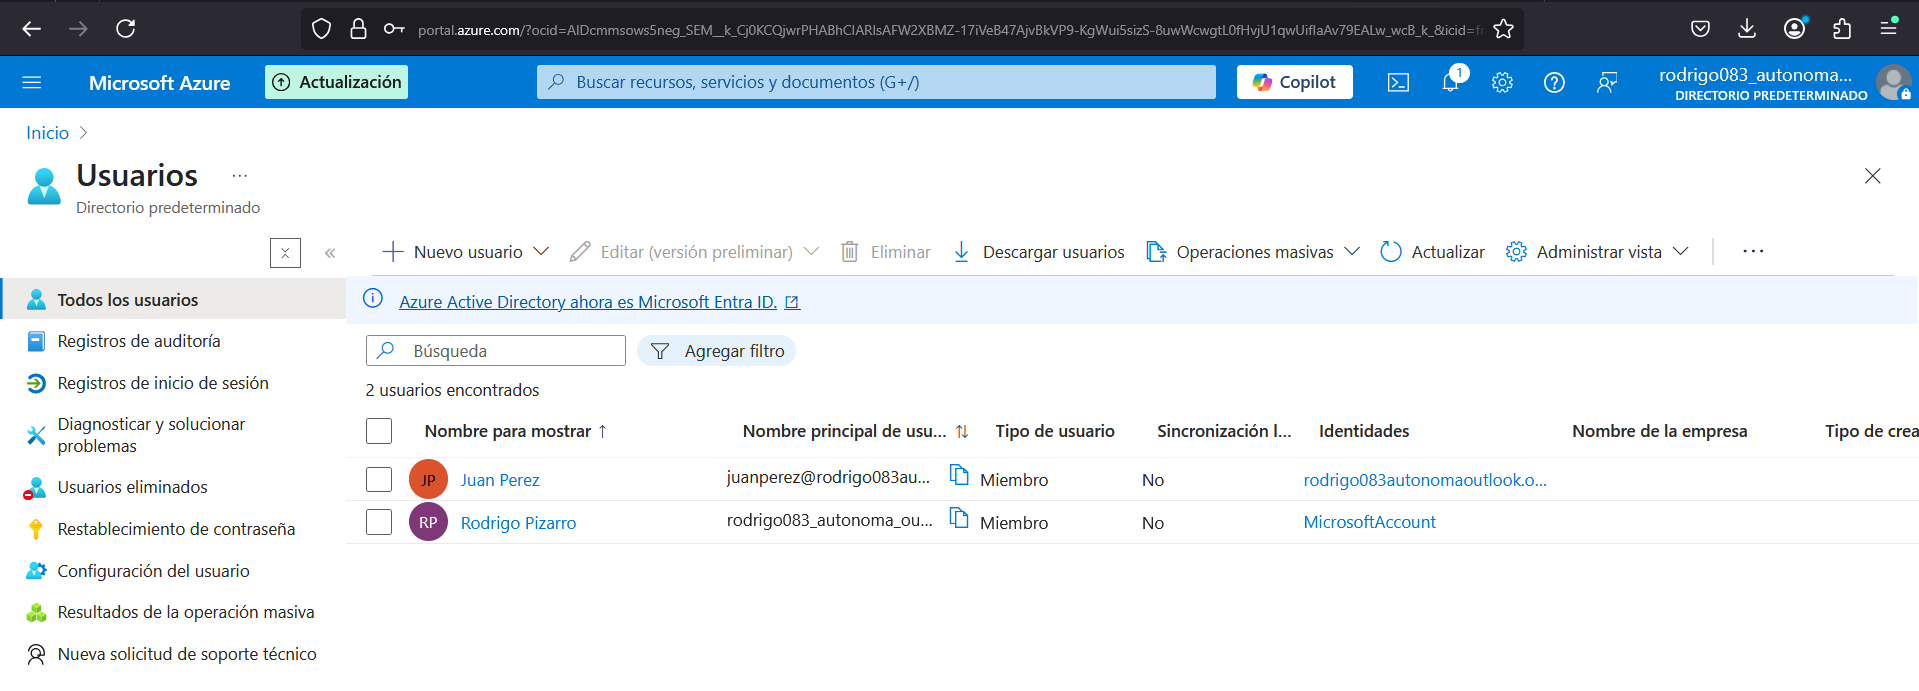 portal.azure.com/?ocid=AIDcmmsows5neg_SEM__k_Cj0KCQjwrPHABhCIARIsAFW2XBMZ-17iVeB47AjvBkVP9-KgWui5sizS-8uwWcwgtL0fHvjU1qwUiflaAv79EALw_wcB_k_&icid=f
Microsoft Azure
Actualización
Buscar recursos, servicios y documentos (G+/)
Copilot
1
rodrigo083_autonoma...
DIRECTORIO PREDETERMINADO
Inicio
Usuarios
...
Directorio predeterminado
Nuevo usuario
Editar (versión preliminar)
Eliminar
Descargar usuarios
Operaciones masivas
Actualizar
Administrar vista
...
Todos los usuarios
Registros de auditoría
Registros de inicio de sesión
Diagnosticar y solucionar
problemas
Usuarios eliminados
Restablecimiento de contraseña
Configuración del usuario
Resultados de la operación masiva
Nueva solicitud de soporte técnico
Azure Active Directory ahora es Microsoft Entra ID.
Búsqueda
Agregar filtro
2 usuarios encontrados
Nombre para mostrar ↑ Nombre principal de usu... ↑↓ Tipo de usuario Sincronización l... Identidades Nombre de la empresa Tipo de crea
JP Juan Perez juanperez@rodrigo083au... Miembro No rodrigo083autonomaoutlook.o...
RP Rodrigo Pizarro rodrigo083_autonoma_ou... Miembro No MicrosoftAccount